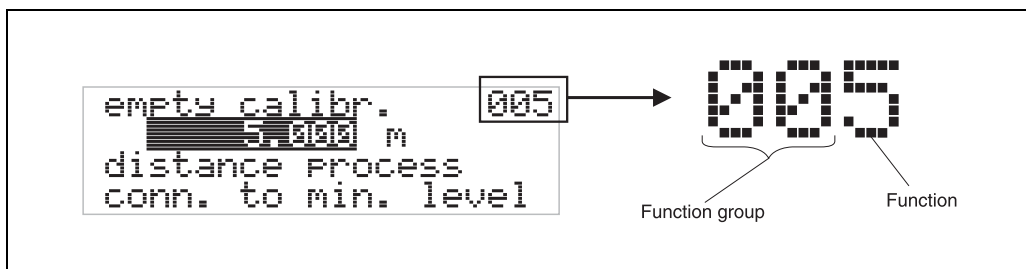 empty calibr. 005
5.000 m
distance process
conn. to min. level
005
Function group
Function